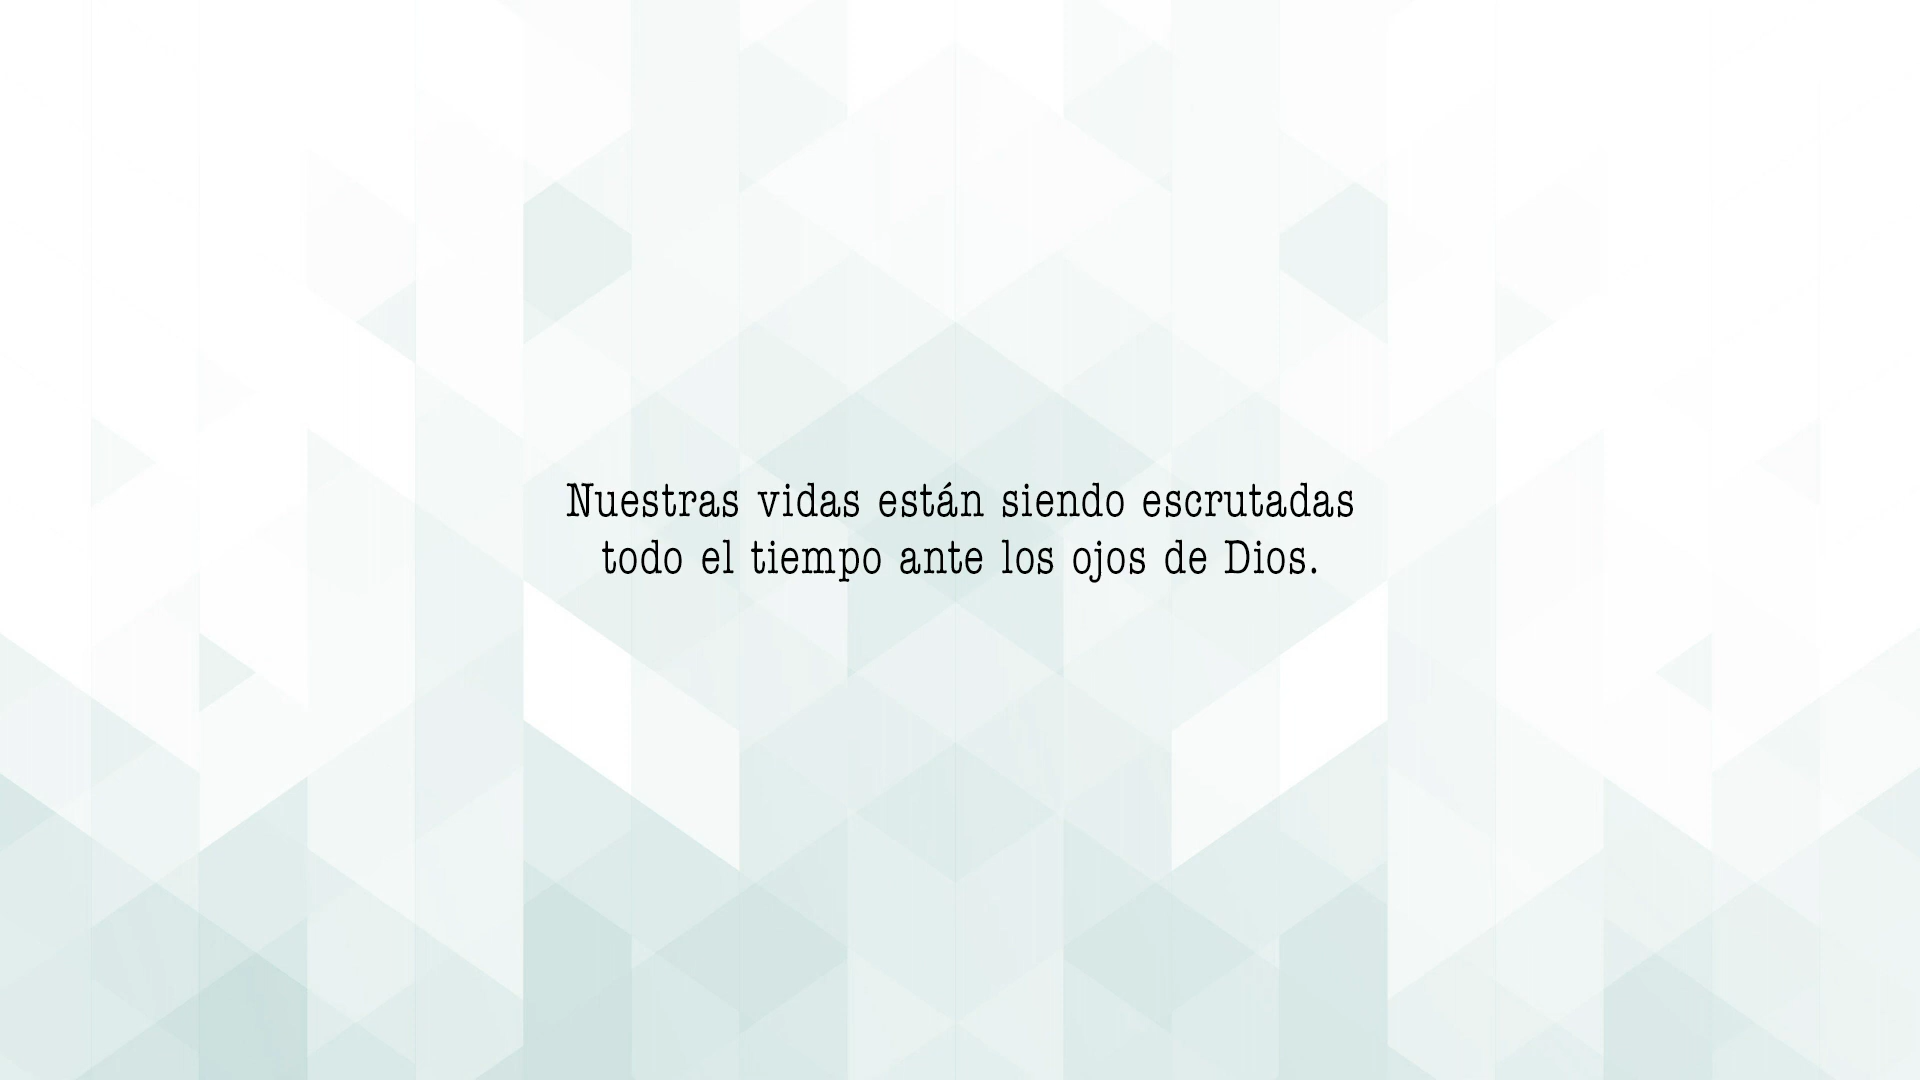 Nuestras vidas están siendo escrutadas
todo el tiempo ante los ojos de Dios.